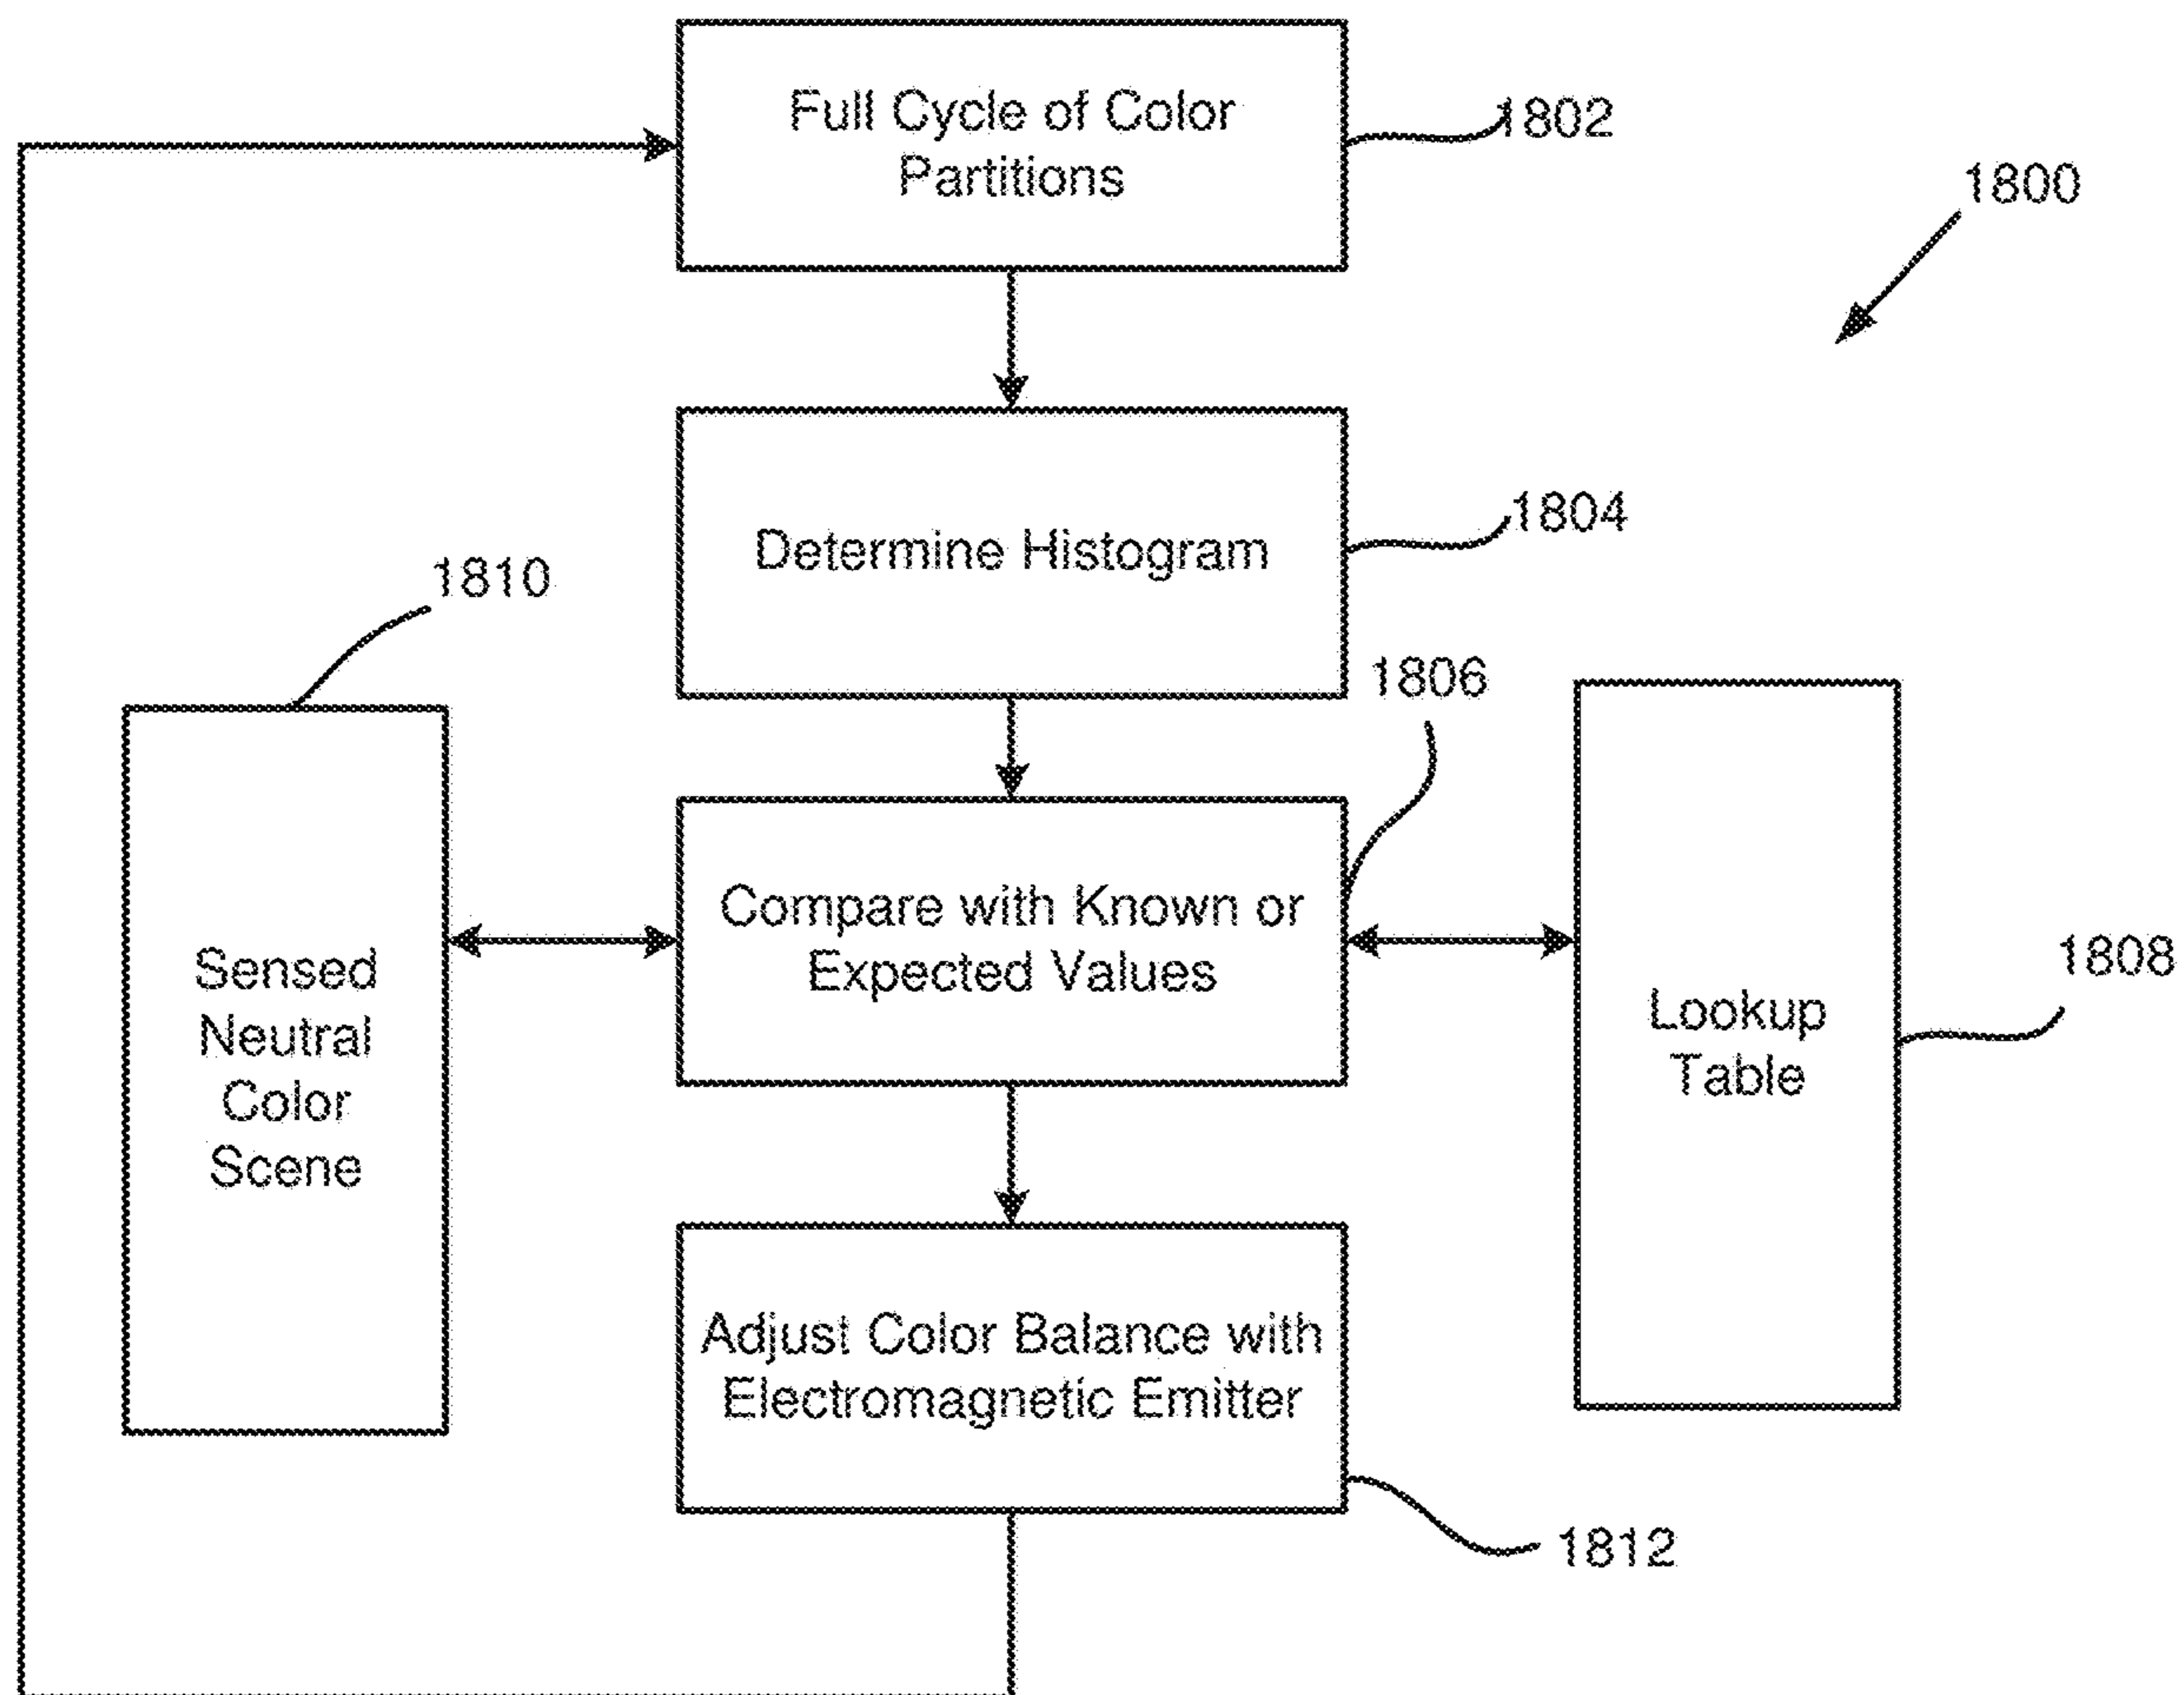 Full Cycle of Color
Partitions
1802
1800
Determine Histogram
1804
1810
1806
Compare with Known or
Expected Values
1808
Sensed
Neutral
Color
Scene
Lookup
Table
Adjust Color Balance with
Electromagnetic Emitter
1812